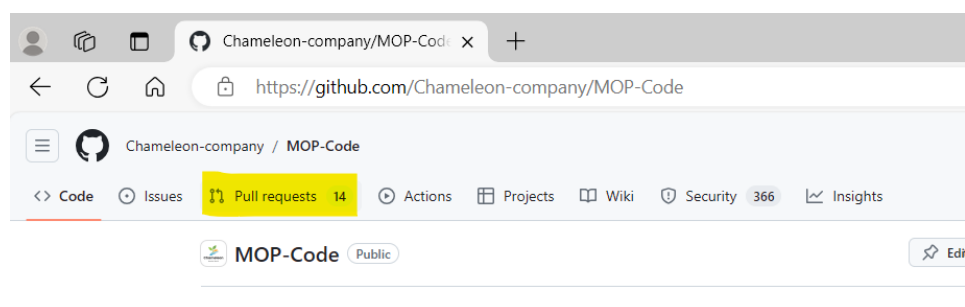 Chameleon-company/MOP-Code
https://github.com/Chameleon-company/MOP-Code
Chameleon-company / MOP-Code
Code Issues Pull requests 14 Actions Projects Wiki Security 366 Insights
MOP-Code Public Edi